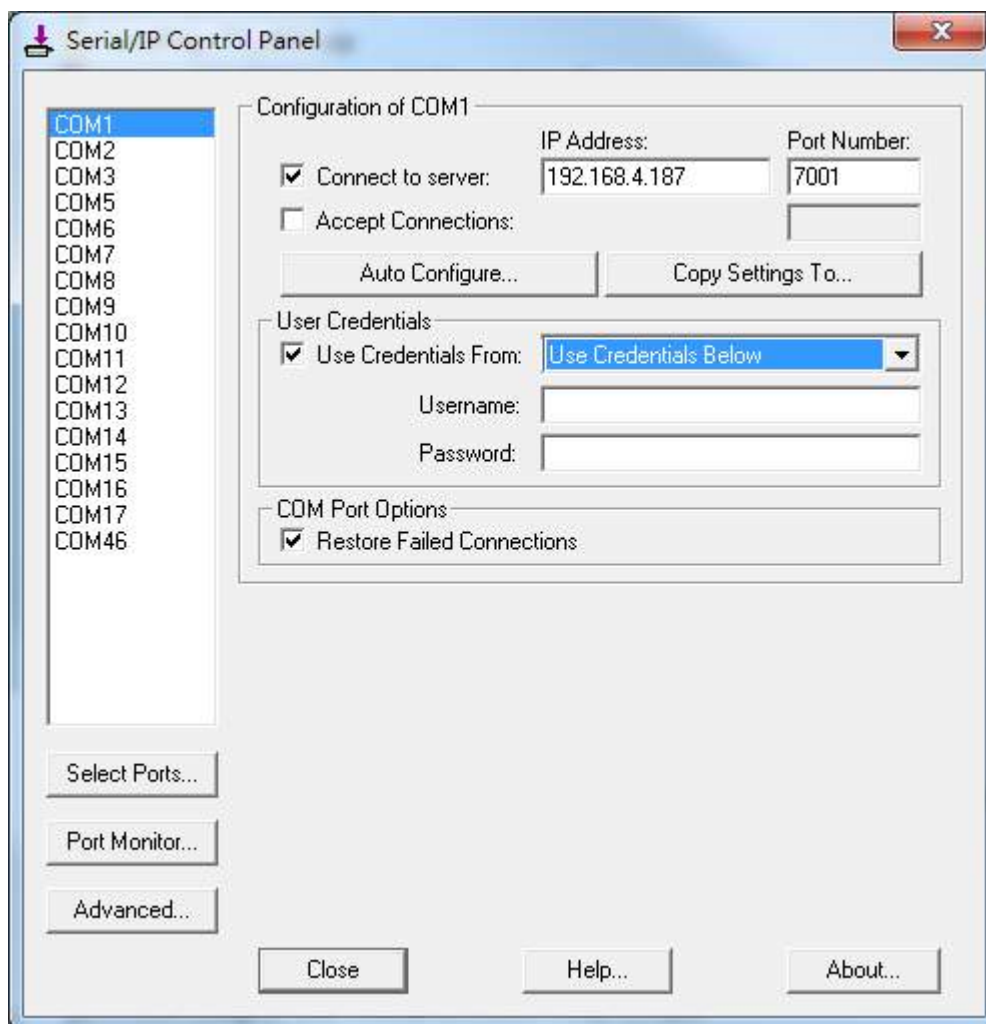 Serial/IP Control Panel
COM1
COM2
COM3
COM5
COM6
COM7
COM8
COM9
COM10
COM11
COM12
COM13
COM14
COM15
COM16
COM17
COM46
Select Ports...
Port Monitor...
Advanced...
Configuration of COM1
IP Address: Port Number:
Connect to server: 192.168.4.187 7001
Accept Connections:
Auto Configure... Copy Settings To...
User Credentials
Use Credentials From: Use Credentials Below
Username:
Password:
COM Port Options
Restore Failed Connections
Close Help... About...